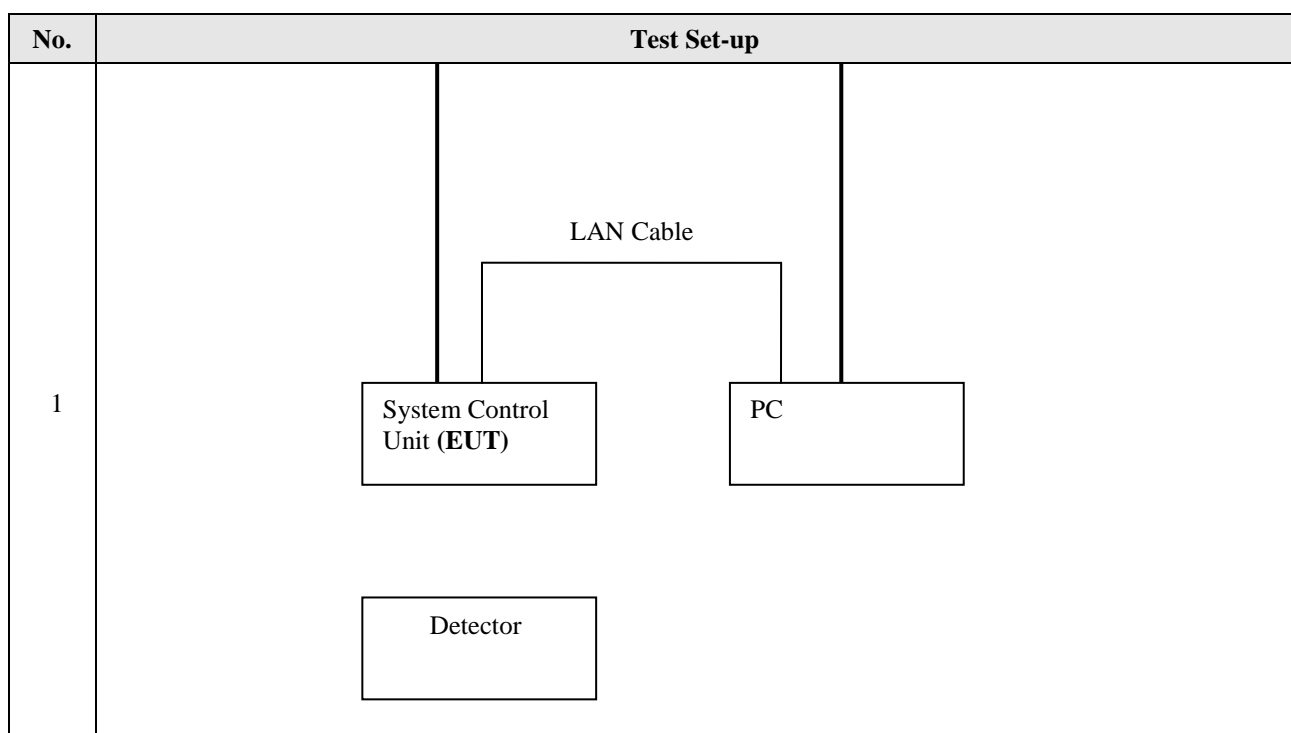 No.
Test Set-up
LAN Cable
1
System Control
Unit (EUT)
PC
Detector